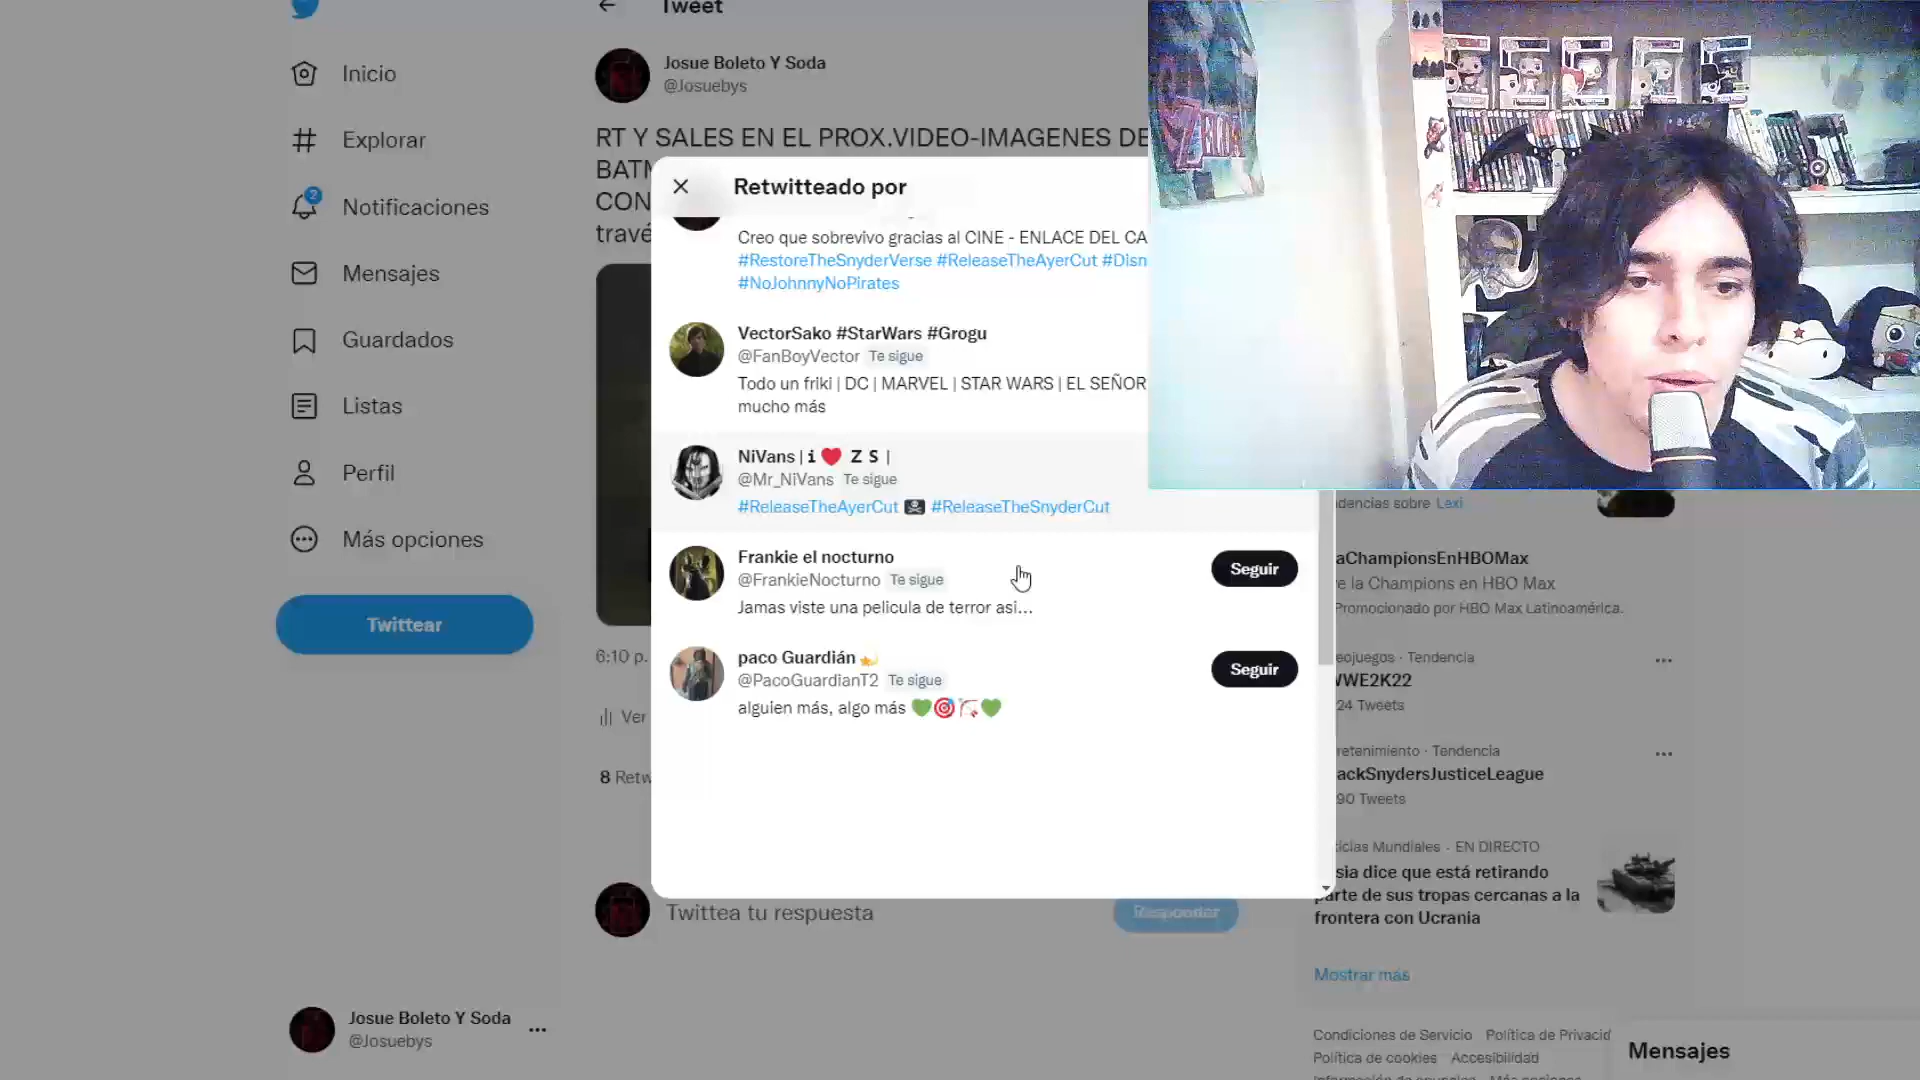 Tweet
Inicio
Explorar
2
Notificaciones
Mensajes
Guardados
Listas
Perfil
Más opciones
Twittear
Josue Boleto Y Soda
@Josuebys
Josue Boleto Y Soda
@Josuebys
RT Y SALES EN EL PROX.VIDEO-IMAGENES DE
CON
travé
6:10 p.
Ver
8 Retw
Retwitteado por
Creo que sobrevivo gracias al CINE - ENLACE DEL CA
#RestoreTheSnyderVerse #ReleaseTheAyerCut #Disn
#NoJohnnyNoPirates
VectorSako #StarWars #Grogu
@FanBoyVector Te sigue
Todo un friki | DC | MARVEL | STAR WARS | EL SEÑOR
mucho más
NiVans | i ❤️ Z S |
@Mr_NiVans Te sigue
#ReleaseTheAyerCut 🏴‍☠️ #ReleaseTheSnyderCut
Frankie el nocturno
@FrankieNocturno Te sigue
Jamas viste una pelicula de terror asi...
Seguir
paco Guardián 💫
@PacoGuardianT2 Te sigue
alguien más, algo más 💚🎯🏹💚
Seguir
Twittea tu respuesta
Responder
dencias sobre Lexi
aChampionsEnHBOMax
e la Champions en HBO Max
Promocionado por HBO Max Latinoamérica.
eojuegos · Tendencia
WWE2K22
24 Tweets
retenimiento · Tendencia
ackSnydersJusticeLeague
90 Tweets
icias Mundiales · EN DIRECTO
sia dice que está retirando
parte de sus tropas cercanas a la
frontera con Ucrania
Mostrar más
Condiciones de Servicio Política de Privacid
Política de cookies Accesibilidad
Mensajes